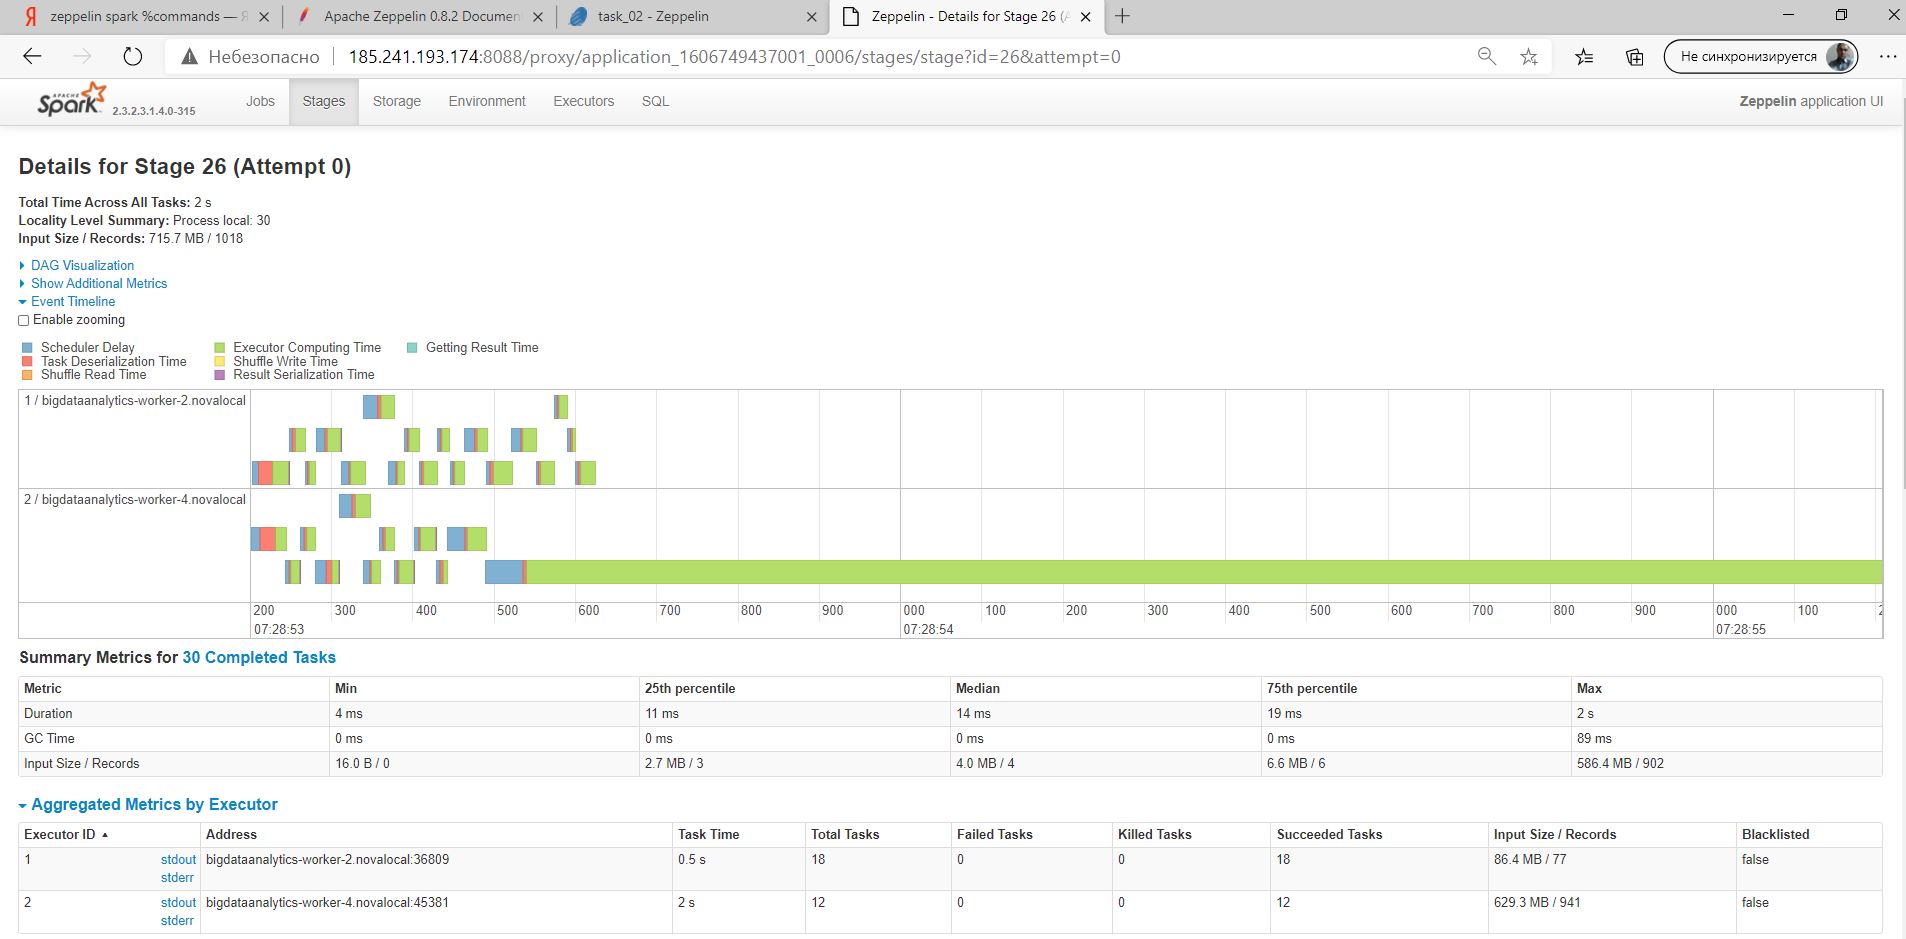 zeppelin spark %commands — Я
Apache Zeppelin 0.8.2 Documen
task_02 - Zeppelin
Zeppelin - Details for Stage 26 (A
Небезопасно
185.241.193.174:8088/proxy/application_1606749437001_0006/stages/stage?id=26&attempt=0
Не синхронизируется
APACHE Spark 2.3.2.3.1.4.0-315
Jobs
Stages
Storage
Environment
Executors
SQL
Zeppelin application UI
Details for Stage 26 (Attempt 0)
Total Time Across All Tasks: 2 s
Locality Level Summary: Process local: 30
Input Size / Records: 715.7 MB / 1018
DAG Visualization
Show Additional Metrics
Event Timeline
Enable zooming
Scheduler Delay Executor Computing Time Getting Result Time
Task Deserialization Time Shuffle Write Time
Shuffle Read Time Result Serialization Time
1 / bigdataanalytics-worker-2.novalocal
2 / bigdataanalytics-worker-4.novalocal
200 300 400 500 600 700 800 900 000 100 200 300 400 500 600 700 800 900 000 100 2
07:28:53 07:28:54 07:28:55
Summary Metrics for 30 Completed Tasks
Metric Min 25th percentile Median 75th percentile Max
Duration 4 ms 11 ms 14 ms 19 ms 2 s
GC Time 0 ms 0 ms 0 ms 0 ms 89 ms
Input Size / Records 16.0 B / 0 2.7 MB / 3 4.0 MB / 4 6.6 MB / 6 586.4 MB / 902
Aggregated Metrics by Executor
Executor ID Address Task Time Total Tasks Failed Tasks Killed Tasks Succeeded Tasks Input Size / Records Blacklisted
1 stdout bigdataanalytics-worker-2.novalocal:36809 0.5 s 18 0 0 18 86.4 MB / 77 false
stderr
2 stdout bigdataanalytics-worker-4.novalocal:45381 2 s 12 0 0 12 629.3 MB / 941 false
stderr